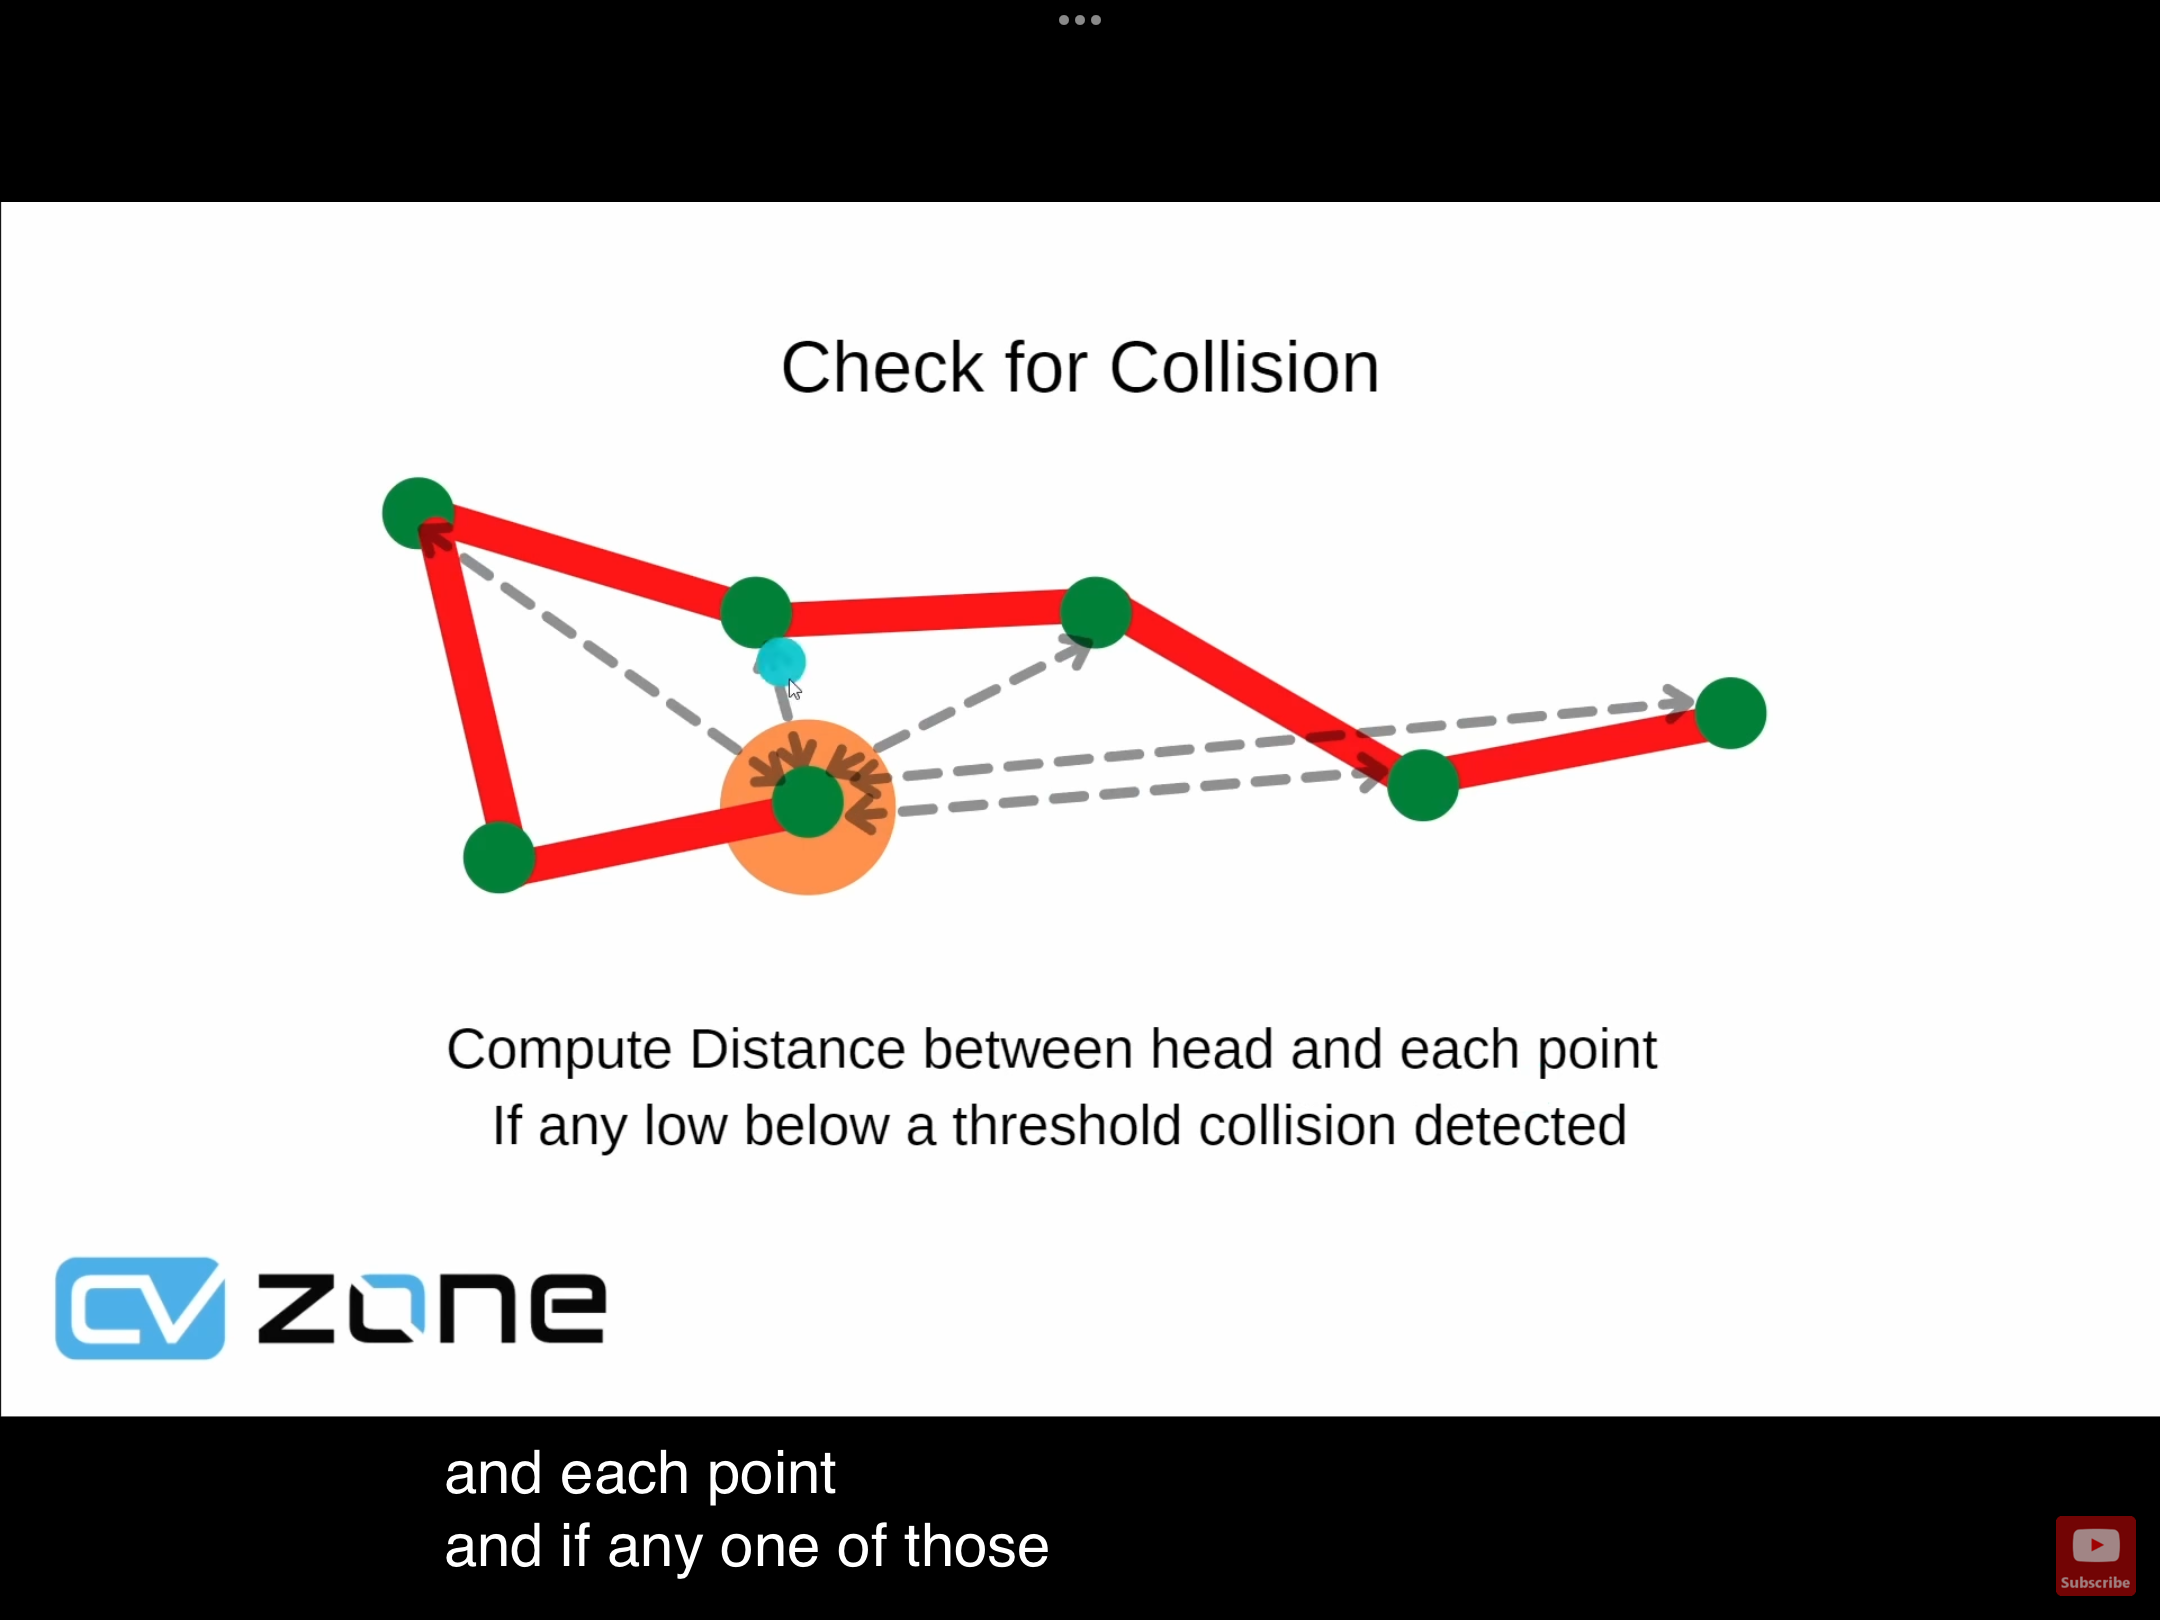 Check for Collision
Compute Distance between head and each point
If any low below a threshold collision detected
CV zone
and each point
and if any one of those
Subscribe